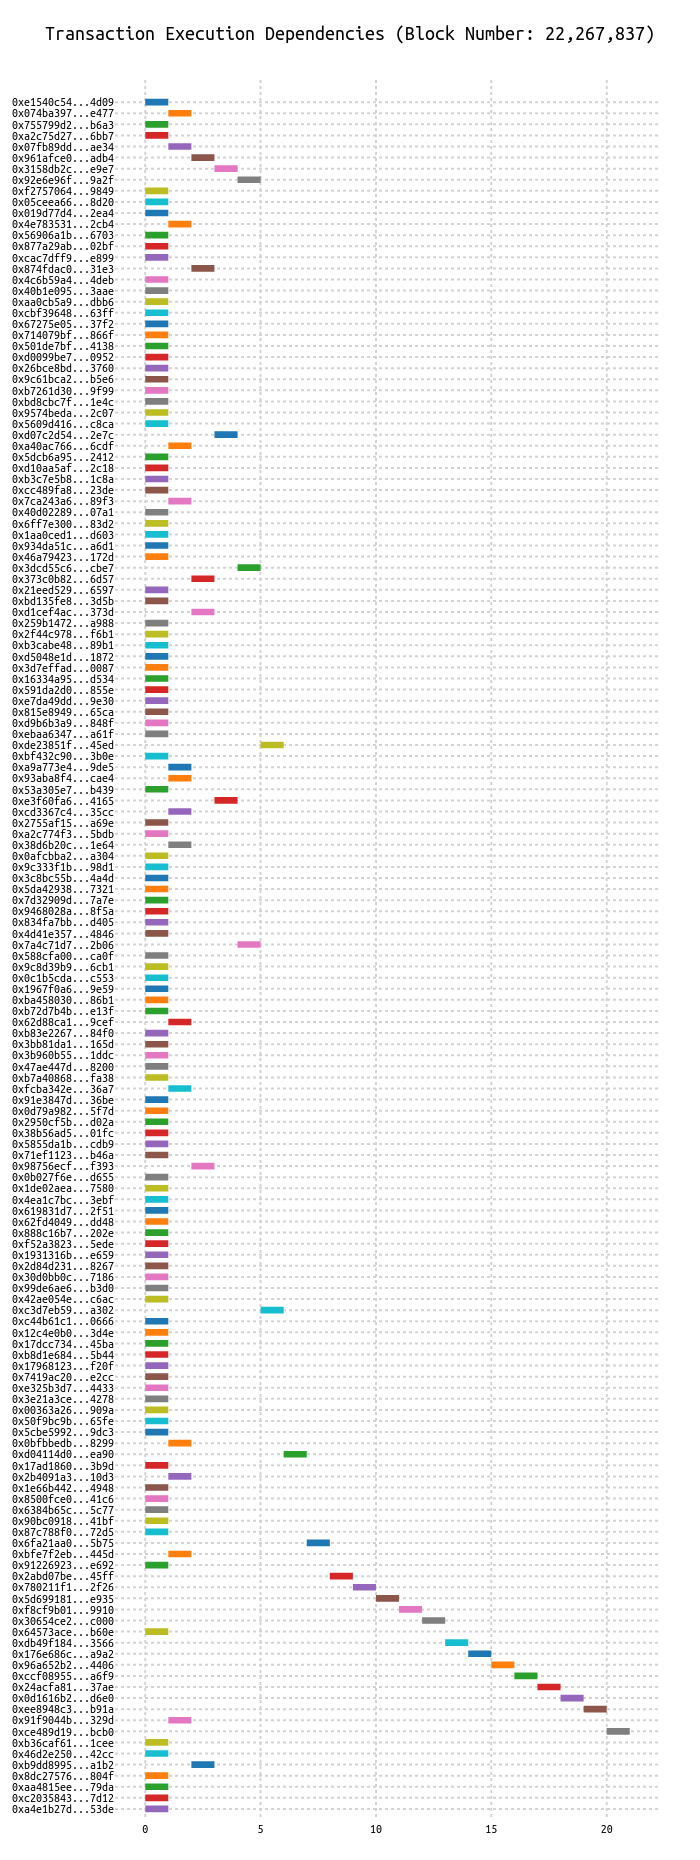 Transaction Execution Dependencies (Block Number: 22,267,837)
0xe1540c54...4d09
0x074ba397...e477
0x755799d2...b6a3
0xa2c75d27...6bb7
0x07fb89dd...ae34
0x961afce0...adb4
0x3158db2c...e9e7
0x92e6e96f...9a2f
0xf2757064...9849
0x05ceea66...8d20
0x019d77d4...2ea4
0x4e783531...2cb4
0x56906a1b...6703
0x877a29ab...02bf
0xcac7dff9...e899
0x874fdac0...31e3
0x4c6b59a4...4deb
0x40b1e095...3aae
0xaa0cb5a9...dbb6
0xcbf39648...63ff
0x67275e05...37f2
0x714079bf...866f
0x501de7bf...4138
0xd0099be7...0952
0x26bce8bd...3760
0x9c61bca2...b5e6
0xb7261d30...9f99
0xbd8cbc7f...1e4c
0x9574beda...2c07
0x5609d416...c8ca
0xd07c2d54...2e7c
0xa40ac766...6cdf
0x5dcb6a95...2412
0xd10aa5af...2c18
0xb3c7e5b8...1c8a
0xcc489fa8...23de
0x7ca243a6...89f3
0x40d02289...07a1
0x6ff7e300...83d2
0x1aa0ced1...d603
0x934da51c...a6d1
0x46a79423...172d
0x3dcd55c6...cbe7
0x373c0b82...6d57
0x21eed529...6597
0xbd135fe8...3d5b
0xd1cef4ac...373d
0x259b1472...a988
0x2f44c978...f6b1
0xb3cabe48...89b1
0xd5048e1d...1872
0x3d7effad...0087
0x16334a95...d534
0x591da2d0...855e
0xe7da49dd...9e30
0x815e8949...65ca
0xd9b6b3a9...848f
0xebaa6347...a61f
0xde23851f...45ed
0xbf432c90...3b0e
0xa9a773e4...9de5
0x93aba8f4...cae4
0x53a305e7...b439
0xe3f60fa6...4165
0xcd3367c4...35cc
0x2755af15...a69e
0xa2c774f3...5bdb
0x38d6b20c...1e64
0x0afcbba2...a304
0x9c333f1b...98d1
0x3c8bc55b...4a4d
0x5da42938...7321
0x7d32909d...7a7e
0x9468028a...8f5a
0x834fa7bb...d405
0x4d41e357...4846
0x7a4c71d7...2b06
0x588cfa00...ca0f
0x9c8d39b9...6cb1
0x0c1b5cda...c553
0x1967f0a6...9e59
0xba458030...86b1
0xb72d7b4b...e13f
0x62d88ca1...9cef
0xb83e2267...84f0
0x3bb81da1...165d
0x3b960b55...1ddc
0x47ae447d...8200
0xb7a40868...fa38
0xfcba342e...36a7
0x91e3847d...36be
0x0d79a982...5f7d
0x2950cf5b...d02a
0x38b56ad5...01fc
0x5855da1b...cdb9
0x71ef1123...b46a
0x98756ecf...f393
0x0b027f6e...d655
0x1de02aea...7580
0x4ea1c7bc...3ebf
0x619831d7...2f51
0x62fd4049...dd48
0x888c16b7...202e
0xf52a3823...5ede
0x1931316b...e659
0x2d84d231...8267
0x30d0bb0c...7186
0x99de6ae6...b3d0
0x42ae054e...c6ac
0xc3d7eb59...a302
0xc44b61c1...0666
0x12c4e0b0...3d4e
0x17dcc734...45ba
0xb8d1e684...5b44
0x17968123...f20f
0x7419ac20...e2cc
0xe325b3d7...4433
0x3e21a3ce...4278
0x00363a26...909a
0x50f9bc9b...65fe
0x5cbe5992...9dc3
0x0bfbbedb...8299
0xd04114d0...ea90
0x17ad1860...3b9d
0x2b4091a3...10d3
0x1e66b442...4948
0x8500fce0...41c6
0x6384b65c...5c77
0x90bc0918...41bf
0x87c788f0...72d5
0x6fa21aa0...5b75
0xbfe7f2eb...445d
0x91226923...e692
0x2abd07be...45ff
0x780211f1...2f26
0x5d699181...e935
0xf8cf9b01...9910
0x30654ce2...c000
0x64573ace...b60e
0xdb49f184...3566
0x176e686c...a9a2
0x96a652b2...4406
0xccf08955...a6f9
0x24acfa81...37ae
0x0d1616b2...d6e0
0xee8948c3...b91a
0x91f9044b...329d
0xce489d19...bcb0
0xb36caf61...1cee
0x46d2e250...42cc
0xb9dd8995...a1b2
0x8dc27576...804f
0xaa4815ee...79da
0xc2035843...7d12
0xa4e1b27d...53de
0 5 10 15 20